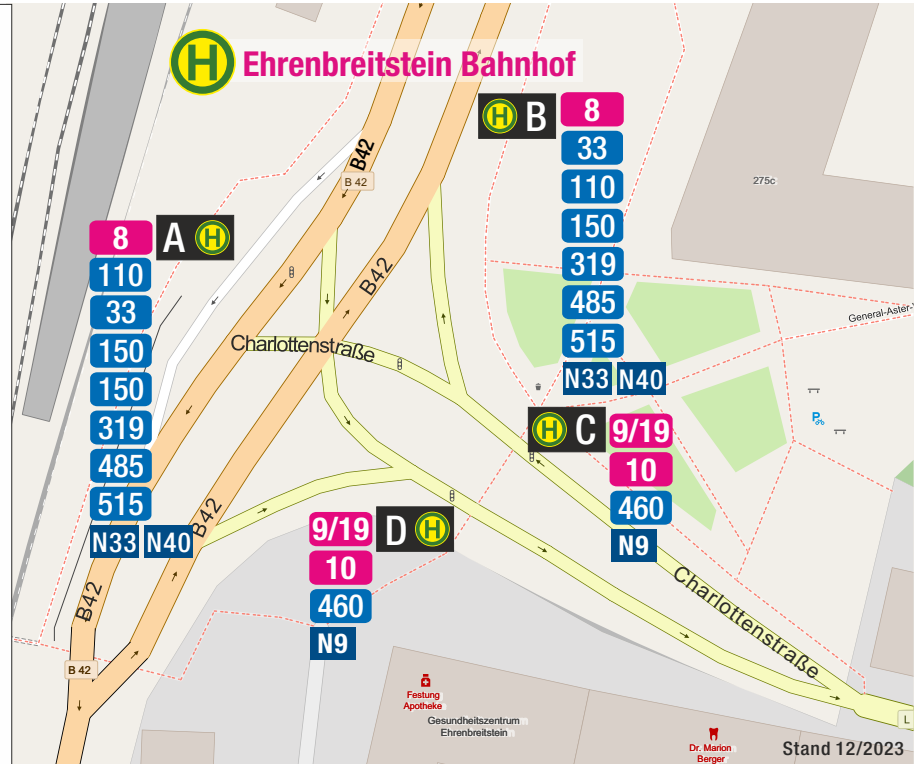 H Ehrenbreitstein Bahnhof
B42
B 42
H B
8
33
110
150
319
485
515
N33 N40
275c
A H
8
110
33
150
150
319
485
515
N33 N40
B42
Charlottenstraße
General-Aster-
H C
9/19
10
460
N9
D H
9/19
10
460
N9
B42
B42
B 42
Charlottenstraße
Festung
Apotheke
Gesundheitszentrum
Ehrenbreitstein
Dr. Marion
Berger
L
Stand 12/2023